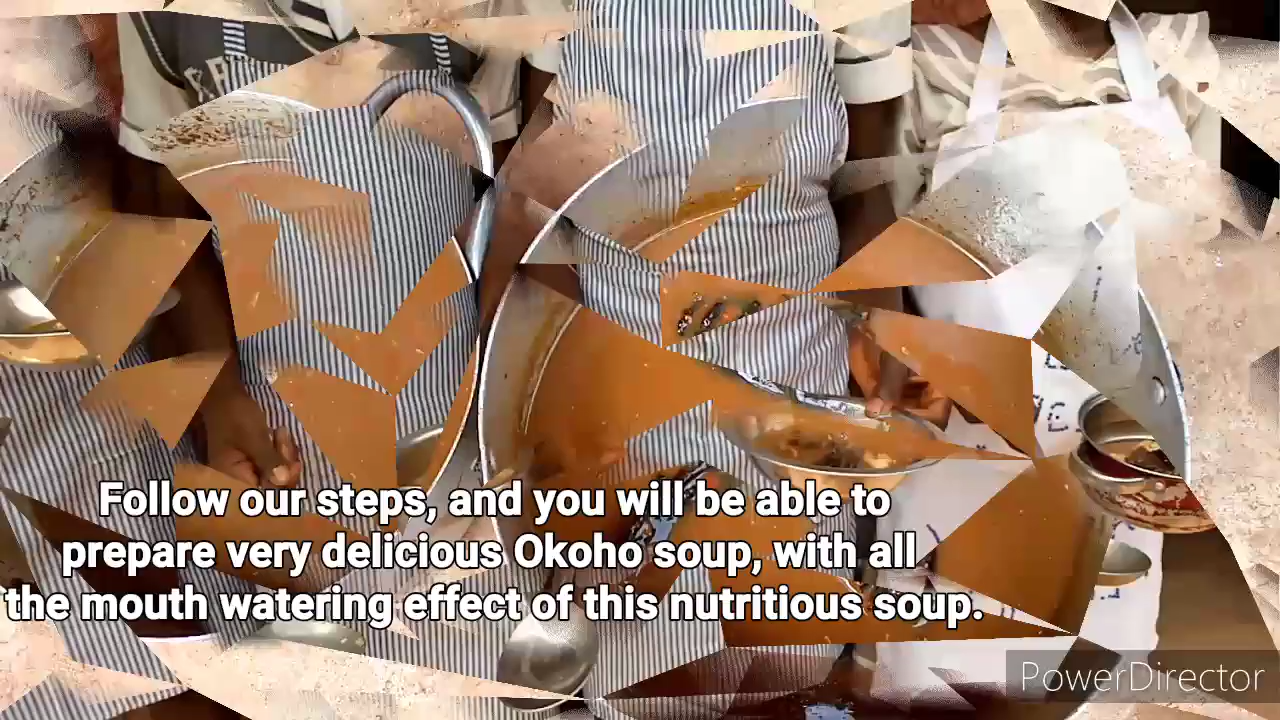 Follow our steps, and you will be able to
prepare very delicious Okoho soup, with all
the mouth watering effect of this nutritious soup.
PowerDirector